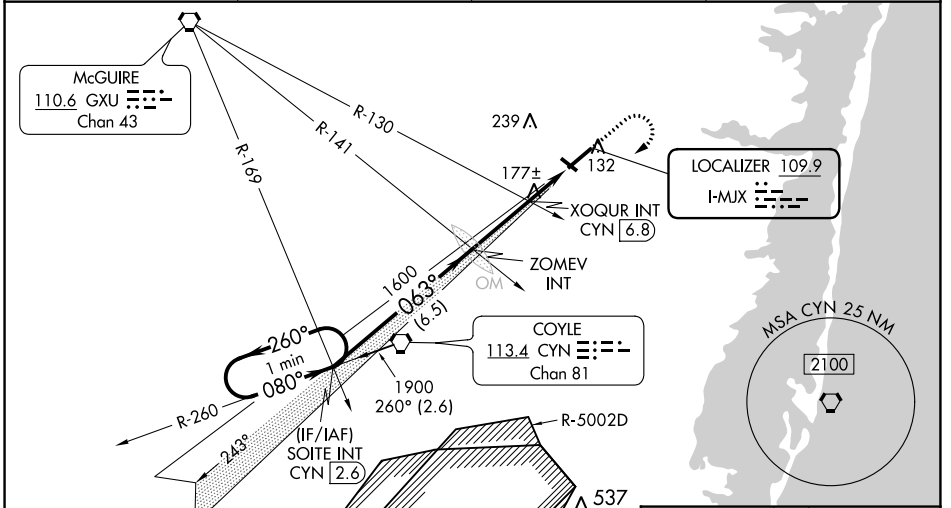 McGUIRE
110.6 GXU
Chan 43
R-130
R-141
R-169
239
177±
132
LOCALIZER 109.9
I-MJX
XOQUR INT
CYN 6.8
ZOMEV
INT
OM
1600
063°
(6.5)
260°
1 min
080°
COYLE
113.4 CYN
Chan 81
1900
260° (2.6)
R-260
243°
(IF/IAF)
SOITE INT
CYN 2.6
R-5002D
537
MSA CYN 25 NM
2100